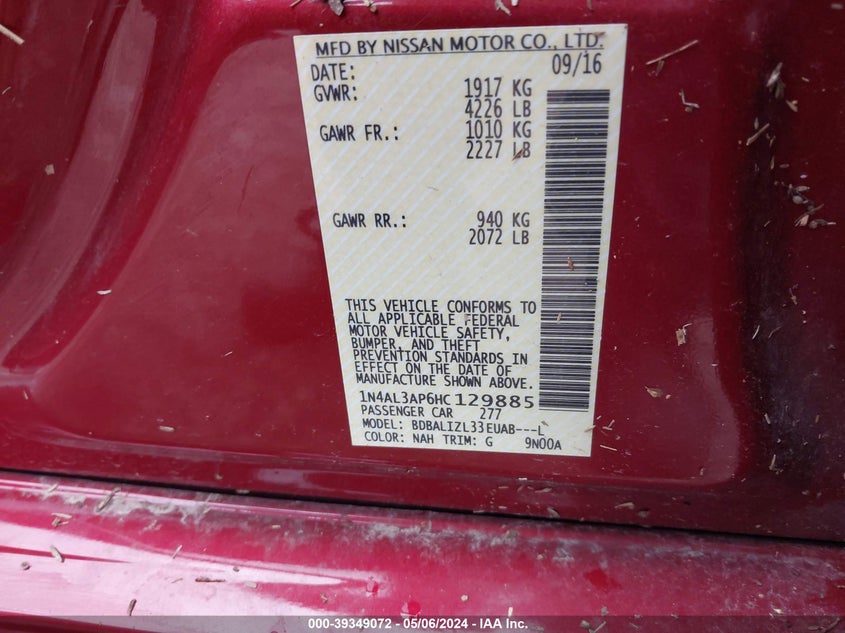 MFD BY NISSAN MOTOR CO., LTD.
DATE: 09/16
GVWR: 1917 KG
4226 LB
GAWR FR.: 1010 KG
2227 LB
GAWR RR.: 940 KG
2072 LB
THIS VEHICLE CONFORMS TO
ALL APPLICABLE FEDERAL
MOTOR VEHICLE SAFETY,
BUMPER, AND THEFT
PREVENTION STANDARDS IN
EFFECT ON THE DATE OF
MANUFACTURE SHOWN ABOVE.
1N4AL3AP6HC129885
PASSENGER CAR 277
MODEL: BDBALIZL33EUAB---L
COLOR: NAH TRIM: G 9N00A
000-39349072 - 05/06/2024 - IAA Inc.